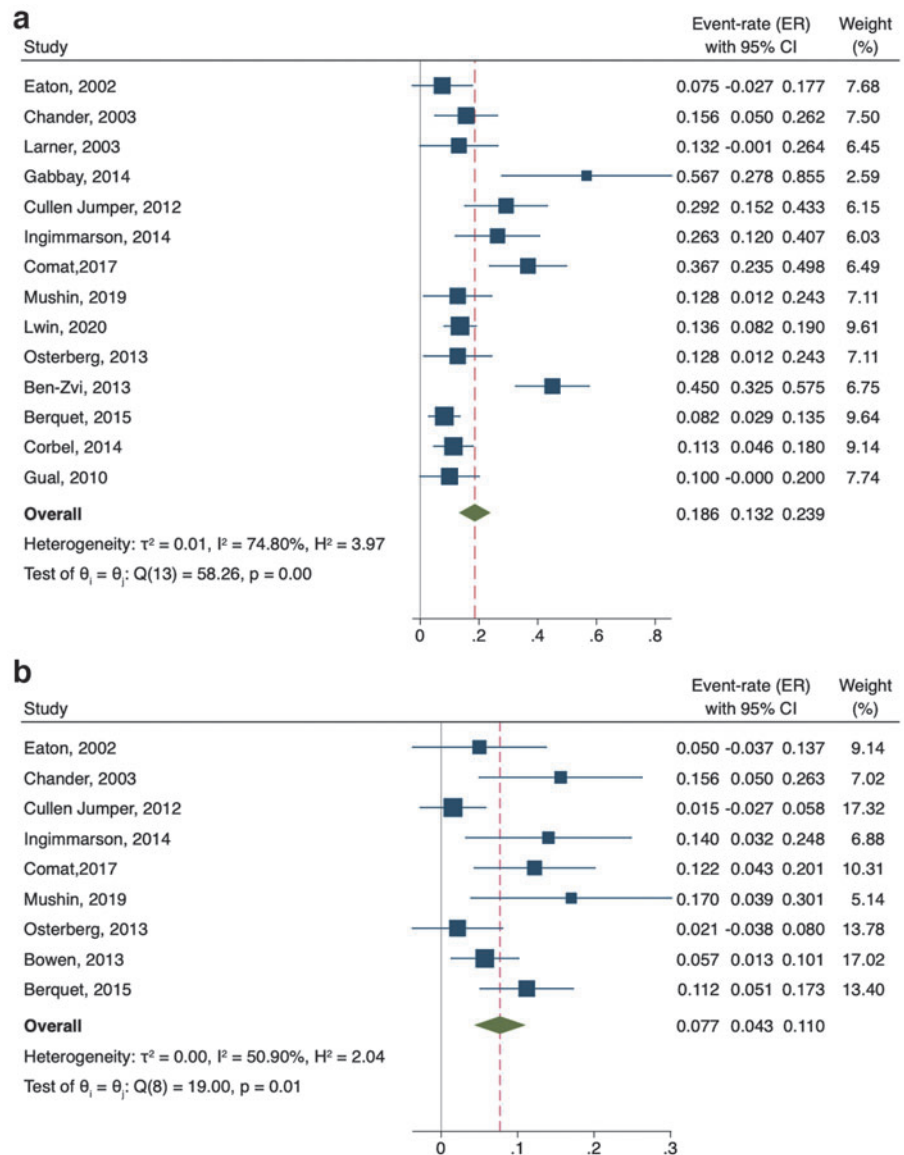 a
Event-rate (ER) Weight
Study with 95% CI (%)
Eaton, 2002 0.075 -0.027 0.177 7.68
Chander, 2003 0.156 0.050 0.262 7.50
Larner, 2003 0.132 -0.001 0.264 6.45
Gabbay, 2014 0.567 0.278 0.855 2.59
Cullen Jumper, 2012 0.292 0.152 0.433 6.15
Ingimmarson, 2014 0.263 0.120 0.407 6.03
Comat,2017 0.367 0.235 0.498 6.49
Mushin, 2019 0.128 0.012 0.243 7.11
Lwin, 2020 0.136 0.082 0.190 9.61
Osterberg, 2013 0.128 0.012 0.243 7.11
Ben-Zvi, 2013 0.450 0.325 0.575 6.75
Berquet, 2015 0.082 0.029 0.135 9.64
Corbel, 2014 0.113 0.046 0.180 9.14
Gual, 2010 0.100 -0.000 0.200 7.74
Overall 0.186 0.132 0.239
Heterogeneity: τ² = 0.01, I² = 74.80%, H² = 3.97
Test of θᵢ = θⱼ: Q(13) = 58.26, p = 0.00
0 .2 .4 .6 .8
b
Event-rate (ER) Weight
Study with 95% CI (%)
Eaton, 2002 0.050 -0.037 0.137 9.14
Chander, 2003 0.156 0.050 0.263 7.02
Cullen Jumper, 2012 0.015 -0.027 0.058 17.32
Ingimmarson, 2014 0.140 0.032 0.248 6.88
Comat,2017 0.122 0.043 0.201 10.31
Mushin, 2019 0.170 0.039 0.301 5.14
Osterberg, 2013 0.021 -0.038 0.080 13.78
Bowen, 2013 0.057 0.013 0.101 17.02
Berquet, 2015 0.112 0.051 0.173 13.40
Overall 0.077 0.043 0.110
Heterogeneity: τ² = 0.00, I² = 50.90%, H² = 2.04
Test of θᵢ = θⱼ: Q(8) = 19.00, p = 0.01
0 .1 .2 .3